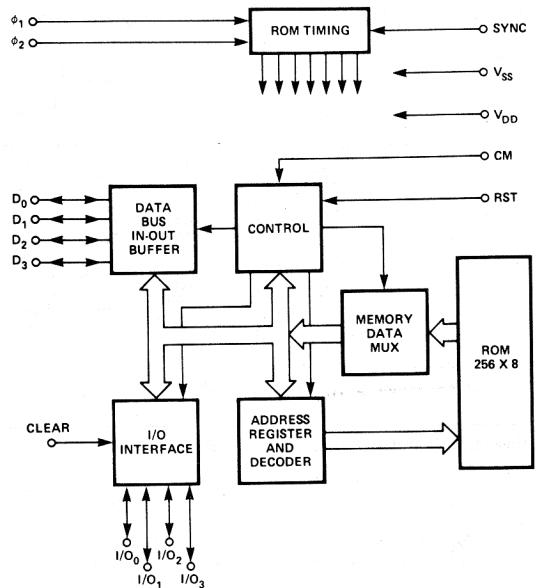 ϕ1
ROM TIMING
SYNC
ϕ2
VSS
VDD
CM
RST
D0
D1
D2
D3
DATA
BUS
IN-OUT
BUFFER
CONTROL
MEMORY
DATA
MUX
ROM
256 X 8
CLEAR
I/O
INTERFACE
ADDRESS
REGISTER
AND
DECODER
I/O0
I/O1
I/O2
I/O3